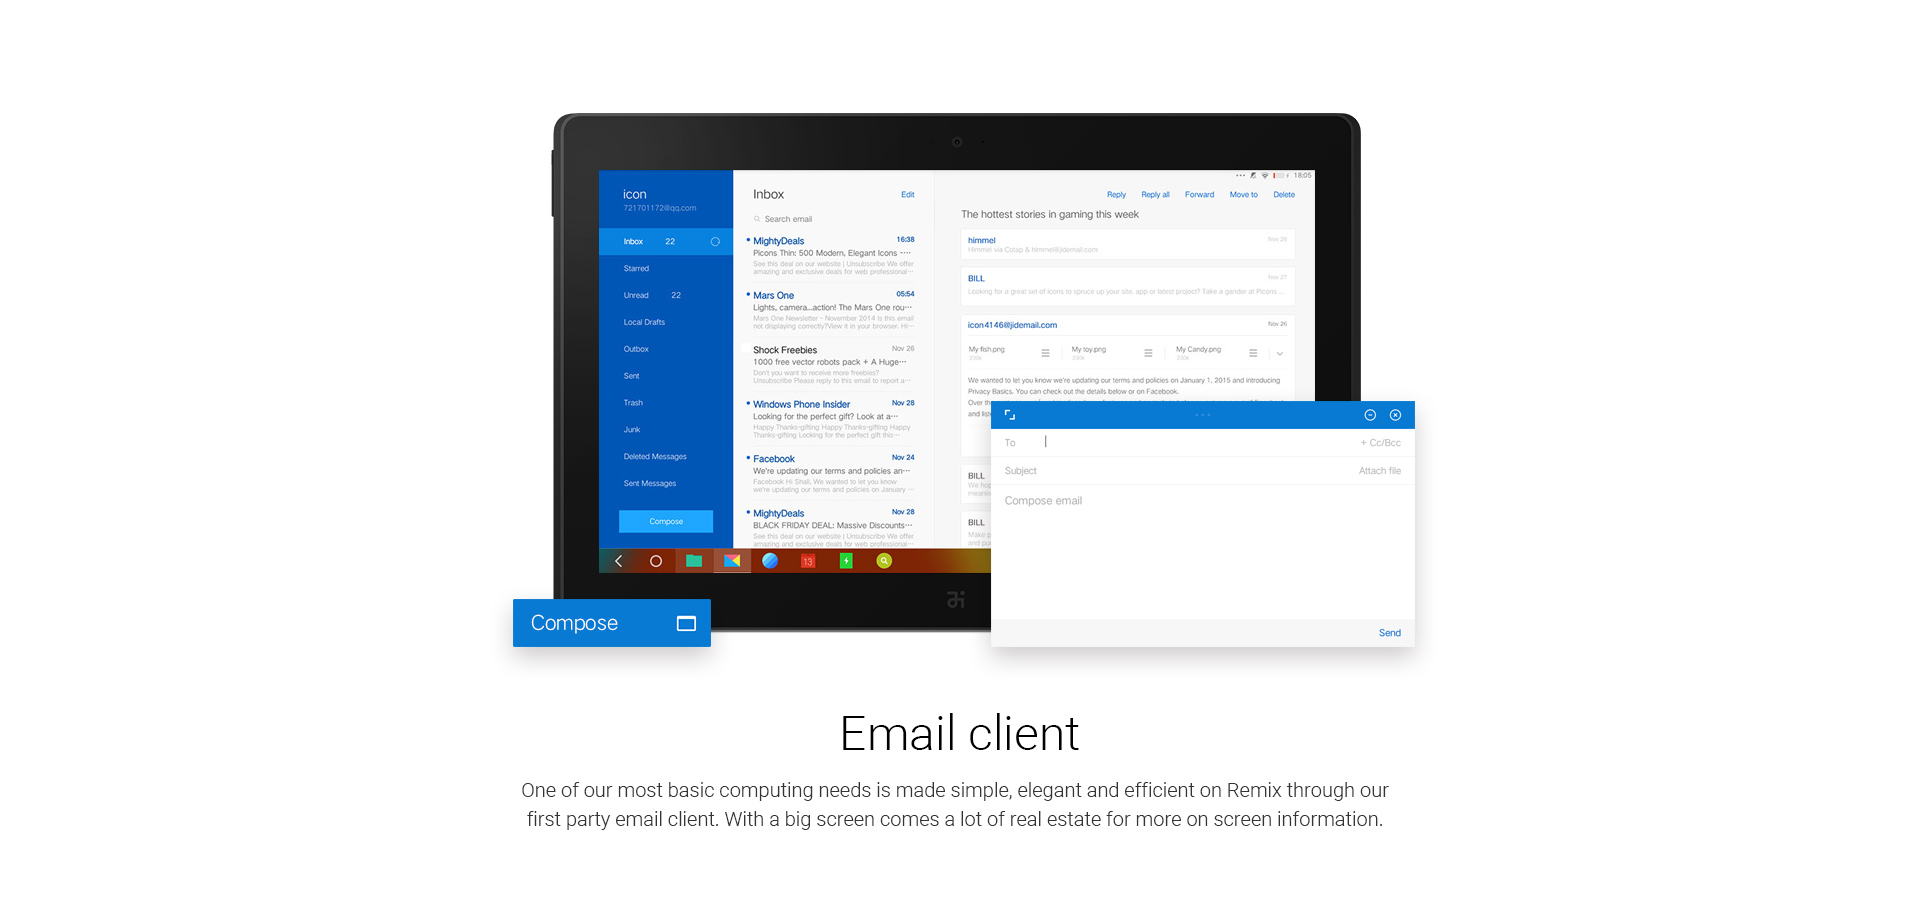 18:05
icon
721701172@qq.com
Inbox 22
Starred
Unread 22
Local Drafts
Outbox
Sent
Trash
Junk
Deleted Messages
Sent Messages
Compose
Inbox Edit
Search email
MightyDeals 16:38
Picons Thin: 500 Modern, Elegant Icons -···
See this deal on our website | Unsubscribe We offer
amazing and exclusive deals for web professional···
Mars One 05:54
Lights, camera...action! The Mars One rou···
Mars One Newsletter - November 2014 Is this email
not displaying correctly?View it in your browser. Hi···
Shock Freebies Nov 26
1000 free vector robots pack + A Huge···
Don't you want to receive more freebies?
Unsubscribe Please reply to this email to report a···
Windows Phone Insider Nov 28
Looking for the perfect gift? Look at a···
Happy Thanks-gifting Happy Thanks-gifting Happy
Thanks-gifting Looking for the perfect gift this···
Facebook Nov 24
We're updating our terms and policies an···
Facebook Hi Shall, We wanted to let you know
we're updating our terms and policies on January ···
MightyDeals Nov 28
BLACK FRIDAY DEAL: Massive Discounts···
See this deal on our website | Unsubscribe We offer
amazing and exclusive deals for web professional···
Reply Reply all Forward Move to Delete
The hottest stories in gaming this week
himmel Nov 29
Himmel via Cotap & himmel@jidemail.com
BILL Nov 27
Looking for a great set of icons to spruce up your site, app or latest project? Take a gander at Picons ...
icon4146@jidemail.com Nov 26
My fish.png My toy.png My Candy.png
230k 230k 230k
We wanted to let you know we're updating our terms and policies on January 1, 2015 and introducing
Privacy Basics. You can check out the details below or on Facebook.
Over the
and
BILL
We
BILL
Make
and
13
To + Cc/Bcc
Subject Attach file
Compose email
Send
Compose
Email client
One of our most basic computing needs is made simple, elegant and efficient on Remix through our
first party email client. With a big screen comes a lot of real estate for more on screen information.